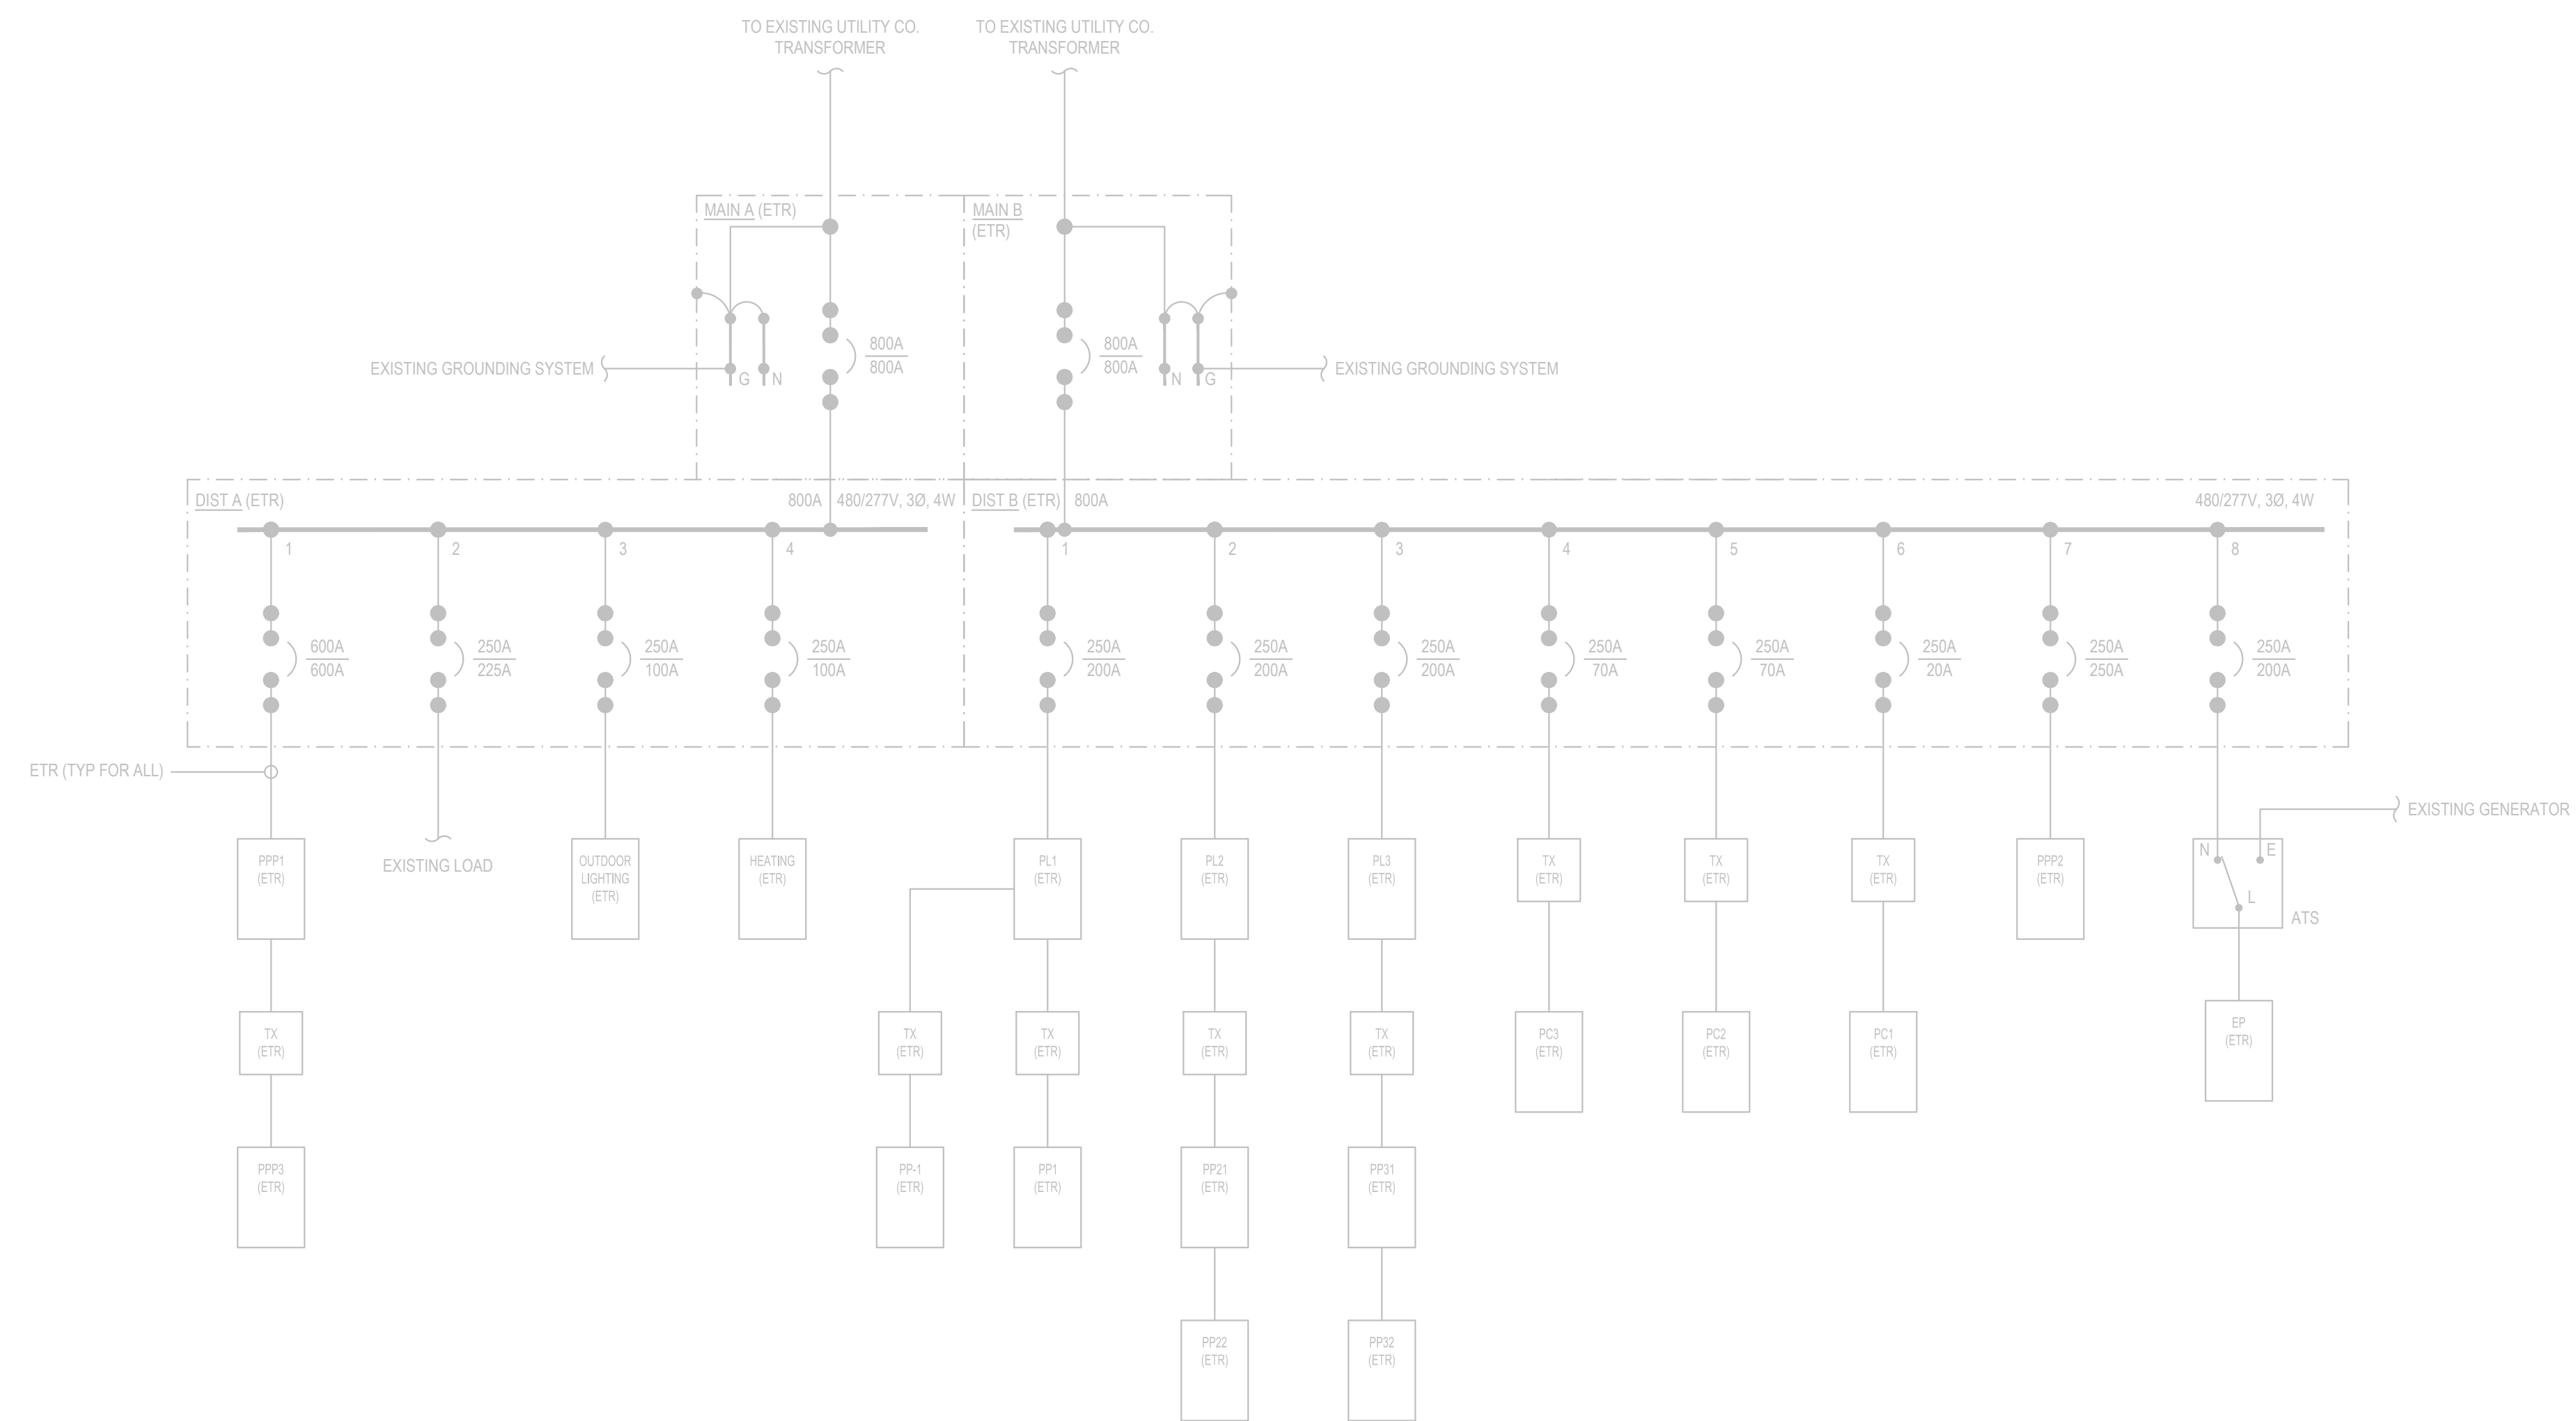 TO EXISTING UTILITY CO.
TRANSFORMER
TO EXISTING UTILITY CO.
TRANSFORMER
MAIN A (ETR)
MAIN B
(ETR)
800A
800A
800A
800A
EXISTING GROUNDING SYSTEM
G
N
N
G
EXISTING GROUNDING SYSTEM
DIST A (ETR)
800A
480/277V, 3Ø, 4W
DIST B (ETR)
800A
480/277V, 3Ø, 4W
1
2
3
4
1
2
3
4
5
6
7
8
600A
600A
250A
225A
250A
100A
250A
100A
250A
200A
250A
200A
250A
200A
250A
70A
250A
70A
250A
20A
250A
250A
250A
200A
ETR (TYP FOR ALL)
EXISTING GENERATOR
PPP1
(ETR)
EXISTING LOAD
OUTDOOR
LIGHTING
(ETR)
HEATING
(ETR)
PL1
(ETR)
PL2
(ETR)
PL3
(ETR)
TX
(ETR)
TX
(ETR)
TX
(ETR)
PPP2
(ETR)
N
E
L
ATS
TX
(ETR)
TX
(ETR)
TX
(ETR)
TX
(ETR)
TX
(ETR)
PC3
(ETR)
PC2
(ETR)
PC1
(ETR)
EP
(ETR)
PPP3
(ETR)
PP-1
(ETR)
PP1
(ETR)
PP21
(ETR)
PP31
(ETR)
PP22
(ETR)
PP32
(ETR)